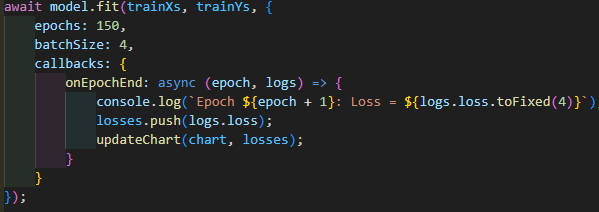 await model.fit(trainXs, trainYs, {
    epochs: 150,
    batchSize: 4,
    callbacks: {
        onEpochEnd: async (epoch, logs) => {
            console.log(`Epoch ${epoch + 1}: Loss = ${logs.loss.toFixed(4)}`)
            losses.push(logs.loss);
            updateChart(chart, losses);
        }
    }
});